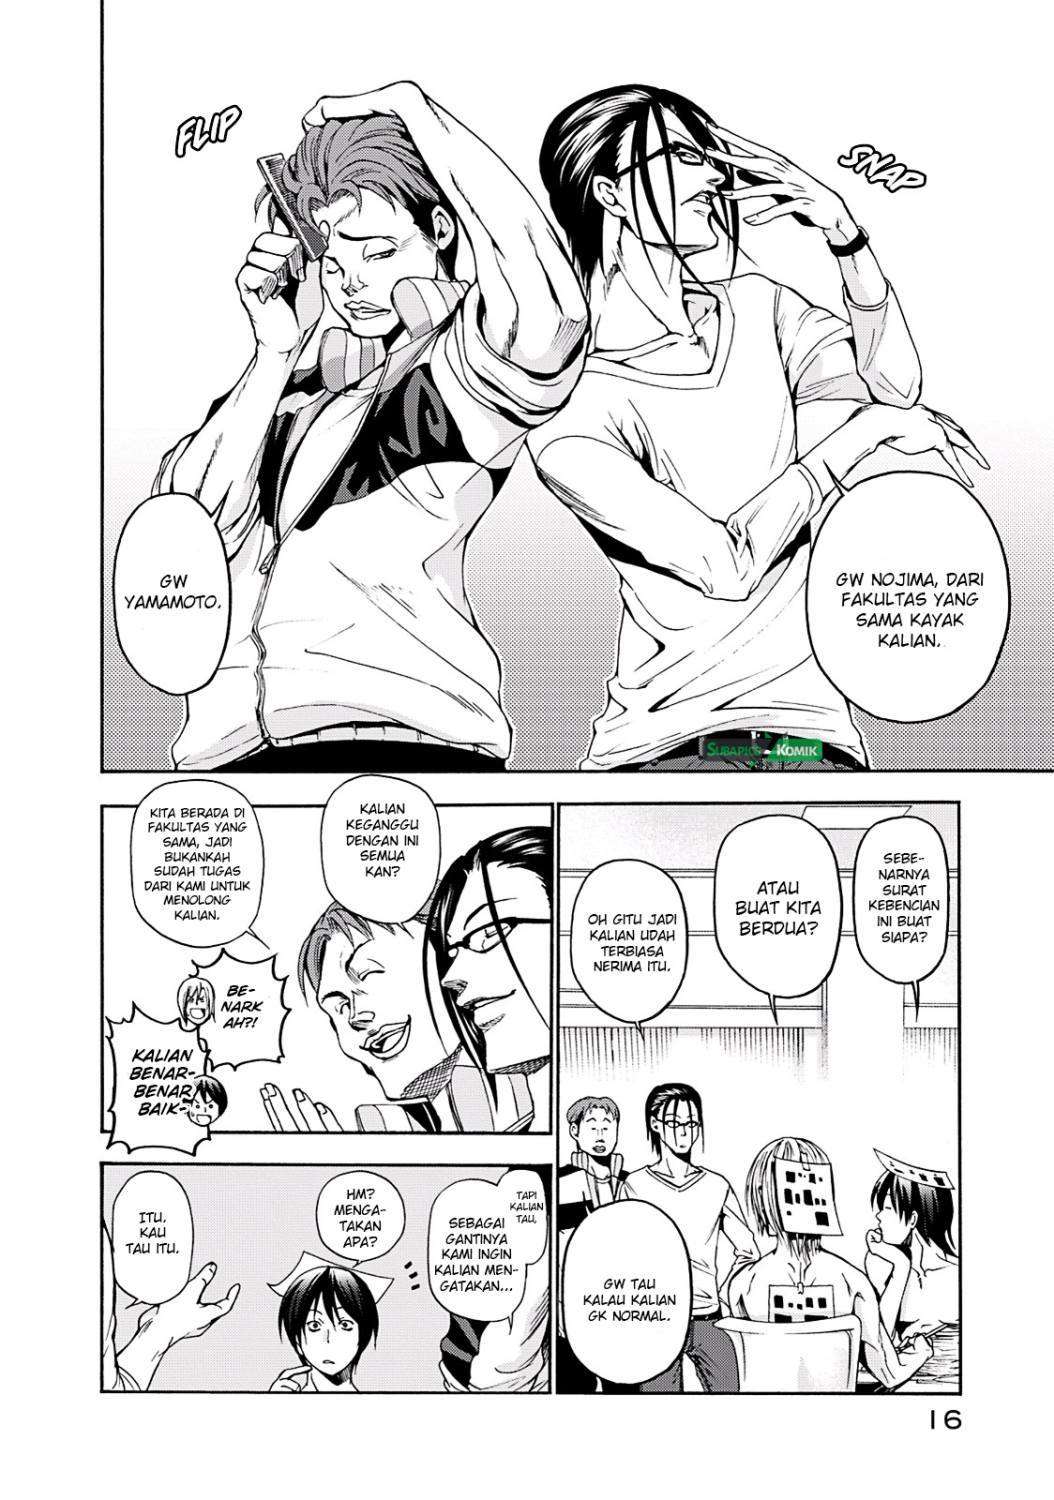 SNAP
FLIP
GW NOJIMA, DARI
FAKULTAS YANG
SAMA KAYAK
KALIAN.
GW
YAMAMOTO.
SUBAPICS KOMIK
SEBE-
NARNYA
SURAT
KEBENCIAN
INI BUAT
SIAPA?
ATAU
BUAT KITA
BERDUA?
OH GITU JADI
KALIAN UDAH
TERBIASA
NERIMA ITU.
GW TAU
KALAU KALIAN
GK NORMAL.
KALIAN
KEGANGGU
DENGAN INI
SEMUA
KAN?
KITA BERADA DI
FAKULTAS YANG
SAMA, JADI
BUKANKAH
SUDAH TUGAS
DARI KAMI UNTUK
MENOLONG
KALIAN.
BE-
NARK
AH?!
KALIAN
BENAR-
BENAR
BAIK-
TAPI
KALIAN
TAU,
SEBAGAI
GANTINYA
KAMI INGIN
KALIAN MEN-
GATAKAN...
HM?
MENGA-
TAKAN
APA?
ITU.
KAU
TAU ITU.
16